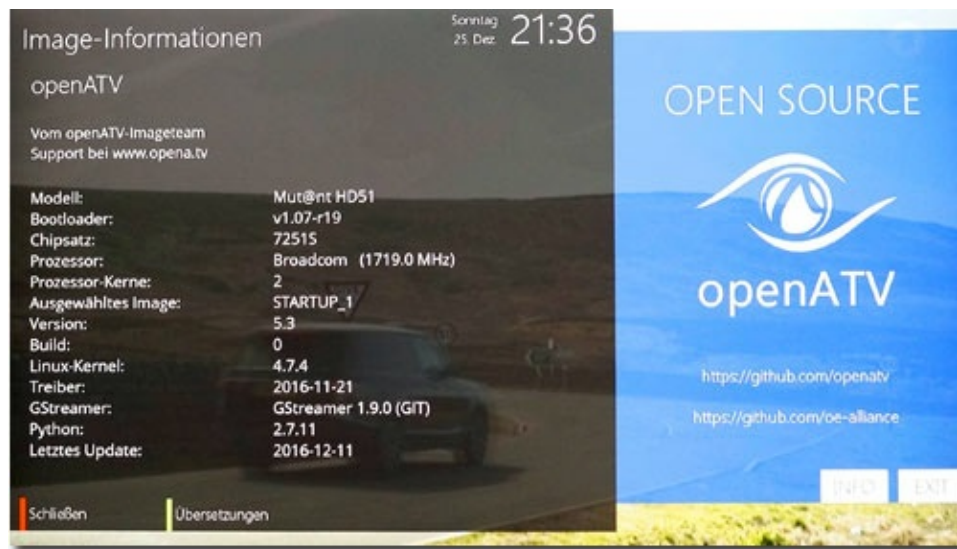 Image-Informationen
Sonntag
25. Dez
21:36
openATV
Vom openATV-Imageteam
Support bei www.opena.tv
Modell: Mut@nt HD51
Bootloader: v1.07-r19
Chipsatz: 7251S
Prozessor: Broadcom (1719.0 MHz)
Prozessor-Kerne: 2
Ausgewähltes Image: STARTUP_1
Version: 5.3
Build: 0
Linux-Kernel: 4.7.4
Treiber: 2016-11-21
GStreamer: GStreamer 1.9.0 (GIT)
Python: 2.7.11
Letztes Update: 2016-12-11
Schließen
Übersetzungen
OPEN SOURCE
openATV
https://github.com/openatv
https://github.com/oe-alliance
INFO
EXIT